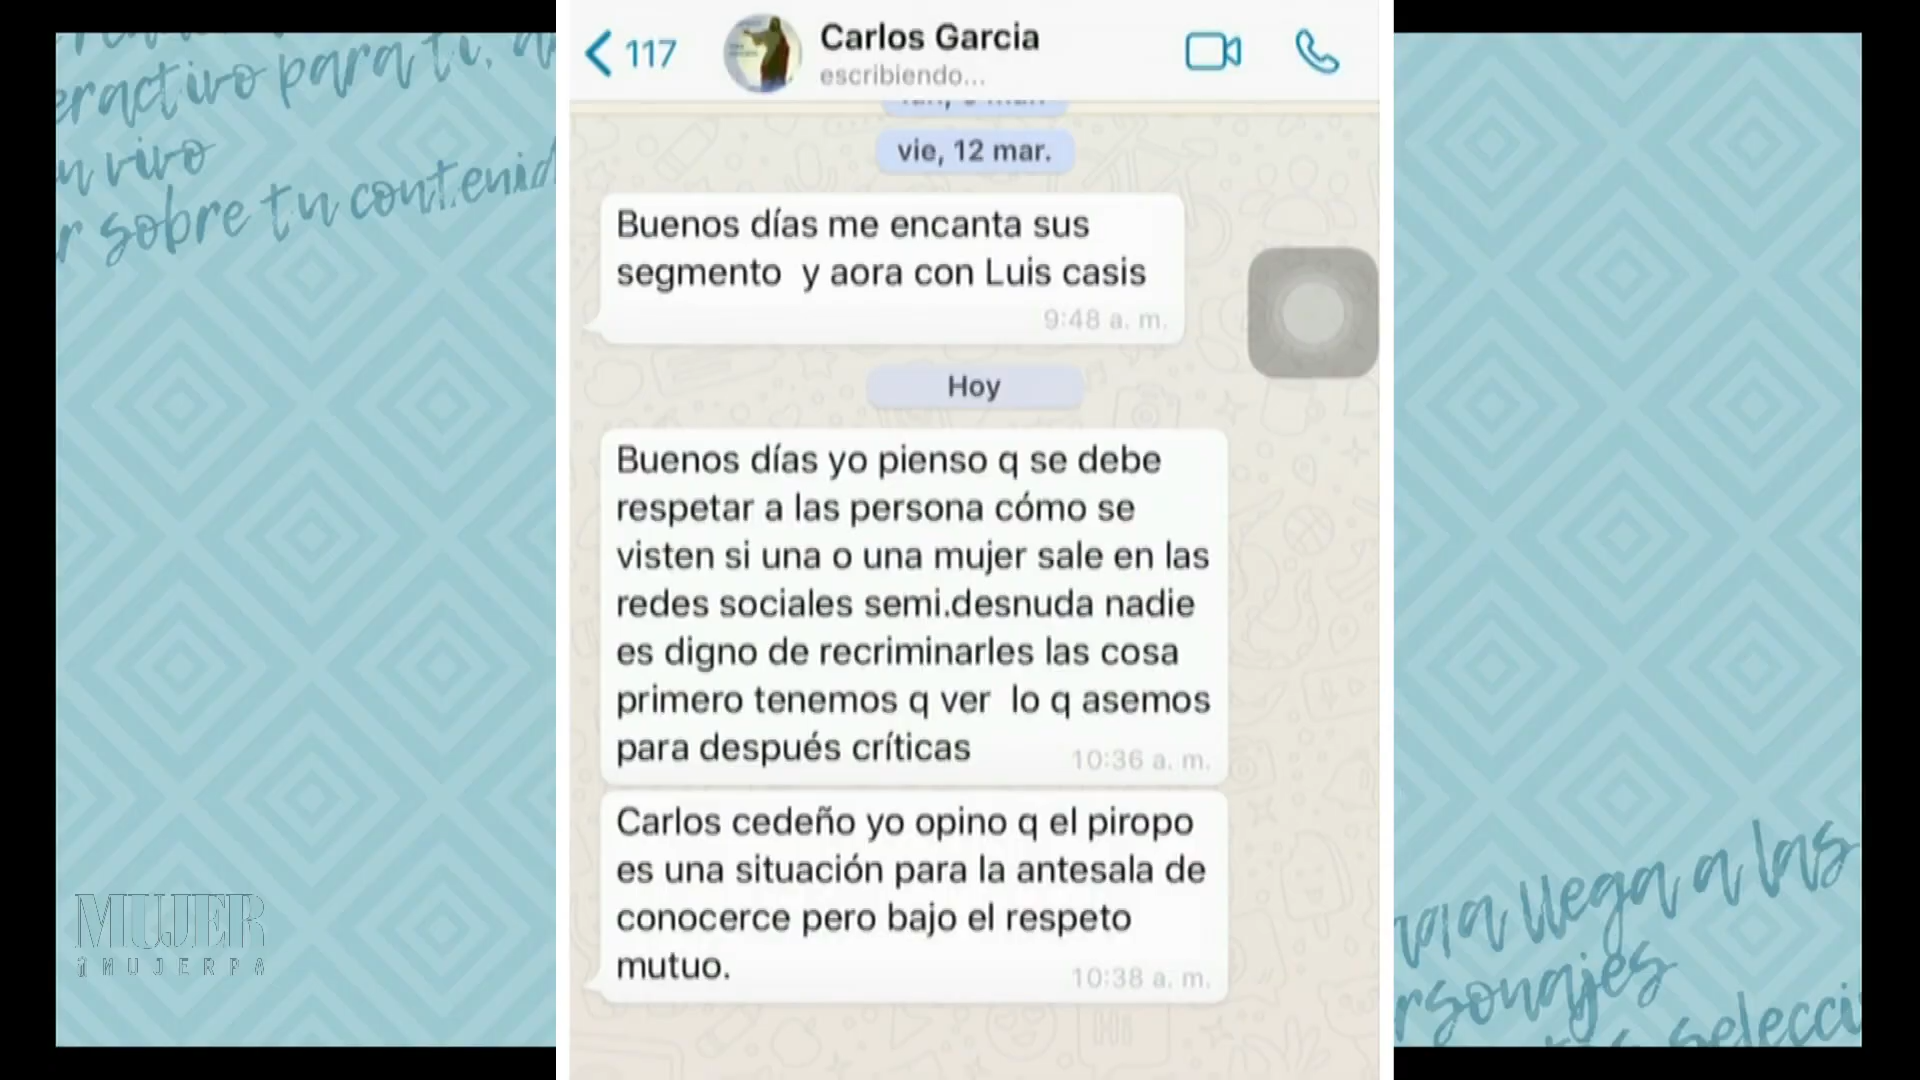 eractivo para ti,
n vivo
r sobre tu contenid
117
Carlos Garcia
escribiendo...
vie, 12 mar.
Buenos días me encanta sus
segmento y aora con Luis casis
9:48 a. m.
Hoy
Buenos días yo pienso q se debe
respetar a las persona cómo se
visten si una o una mujer sale en las
redes sociales semi.desnuda nadie
es digno de recriminarles las cosa
primero tenemos q ver lo q asemos
para después críticas
10:36 a. m.
Carlos cedeño yo opino q el piropo
es una situación para la antesala de
conocerce pero bajo el respeto
mutuo.
10:38 a. m.
MUJER
@MUJERPA
llega a las
rsonajes
selecci